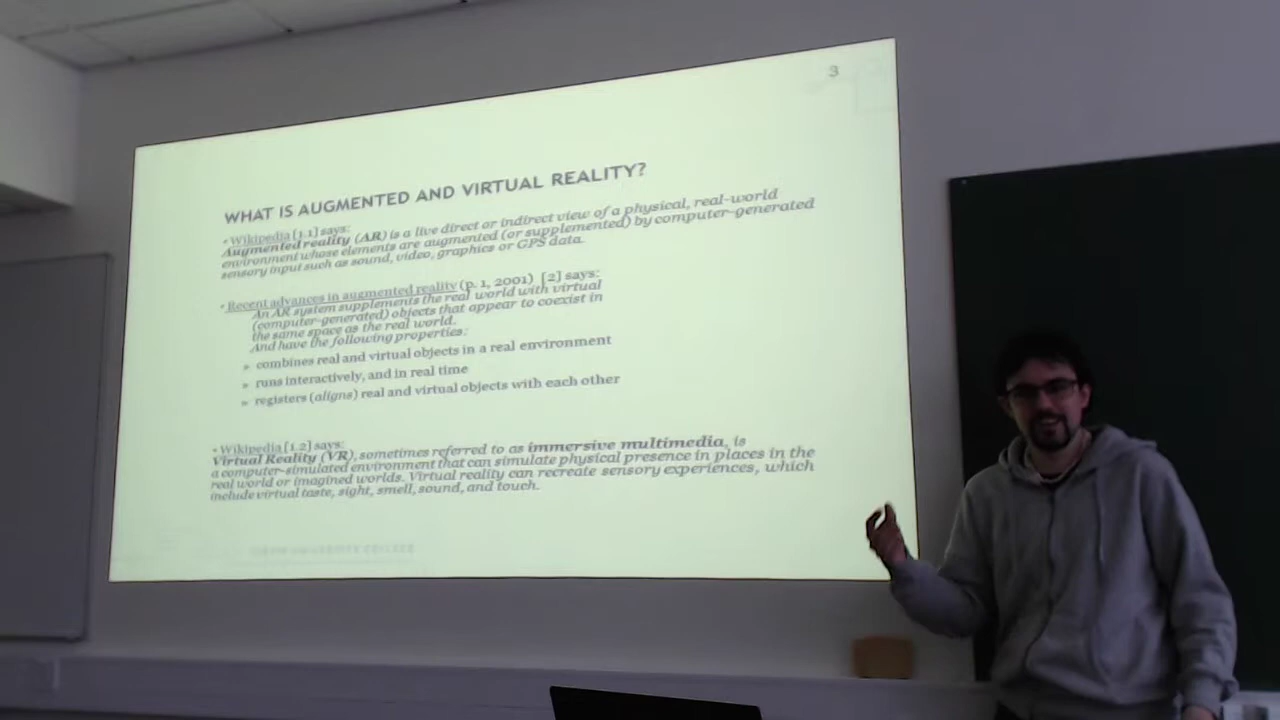 3
WHAT IS AUGMENTED AND VIRTUAL REALITY?
• Wikipedia [1.1] says:
Augmented reality (AR) is a live direct or indirect view of a physical, real-world
environment whose elements are augmented (or supplemented) by computer-generated
sensory input such as sound, video, graphics or GPS data.
• Recent advances in augmented reality (p. 1, 2001) [2] says:
An AR system supplements the real world with virtual
(computer-generated) objects that appear to coexist in
the same space as the real world.
And have the following properties:
» combines real and virtual objects in a real environment
» runs interactively, and in real time
» registers (aligns) real and virtual objects with each other
• Wikipedia [1.2] says:
Virtual Reality (VR), sometimes referred to as immersive multimedia, is
a computer-simulated environment that can simulate physical presence in places in the
real world or imagined worlds. Virtual reality can recreate sensory experiences, which
include virtual taste, sight, smell, sound, and touch.
UNIVERSITY COLLEGE